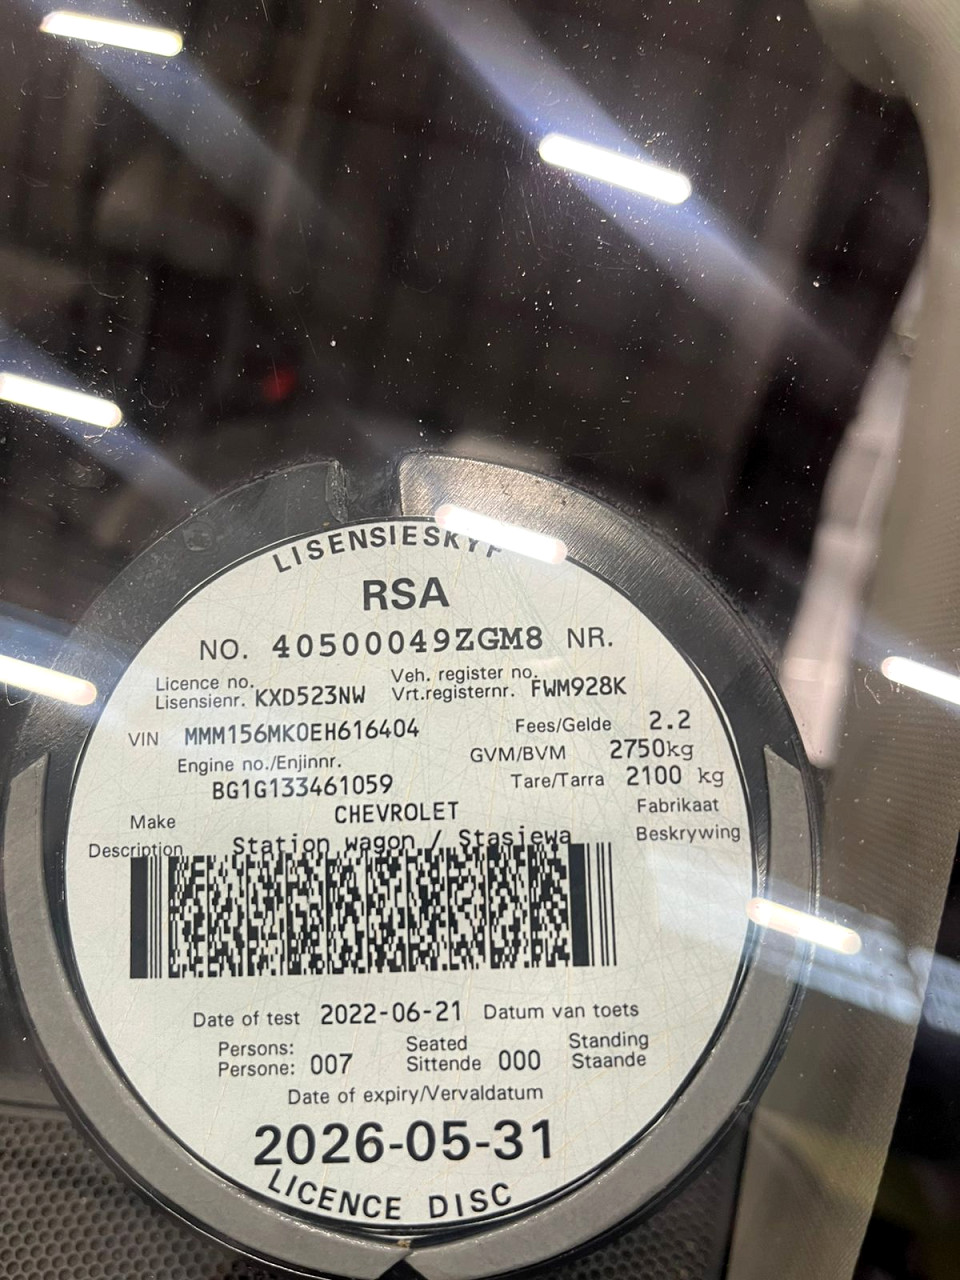 LISENSIESKYF
RSA
NO. 40500049ZGM8 NR.
Licence no. Veh. register no.
Lisensienr. KXD523NW Vrt.registernr. FWM928K
VIN MMM156MK0EH616404 Fees/Gelde 2.2
Engine no./Enjinnr. GVM/BVM 2750kg
BG1G133461059 Tare/Tarra 2100 kg
Make CHEVROLET Fabrikaat
Description Station wagon / Stasiewa Beskrywing
Date of test 2022-06-21 Datum van toets
Persons: Seated Standing
Persone: 007 Sittende 000 Staande
Date of expiry/Vervaldatum
2026-05-31
LICENCE DISC